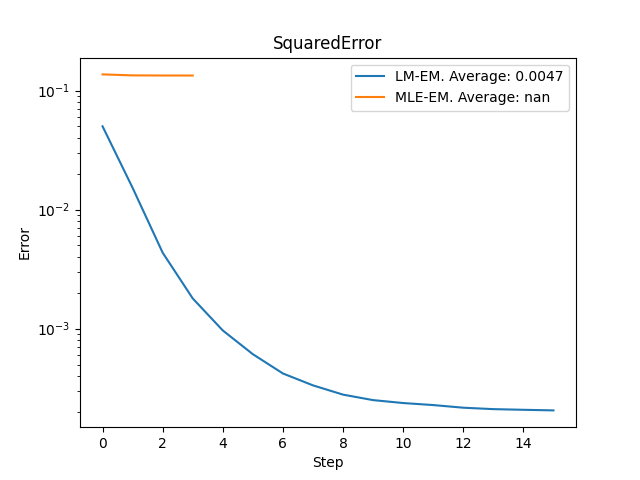 SquaredError
LM-EM. Average: 0.0047
MLE-EM. Average: nan
Error
10⁻¹
10⁻²
10⁻³
0 2 4 6 8 10 12 14
Step